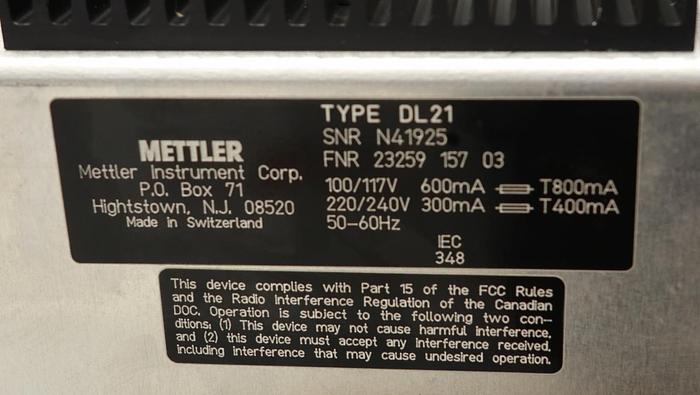 METTLER
Mettler Instrument Corp.
P.O. Box 71
Hightstown, N.J. 08520
Made in Switzerland
TYPE DL21
SNR N41925
FNR 23259 157 03
100/117V 600mA T800mA
220/240V 300mA T400mA
50-60Hz
IEC
348
This device complies with Part 15 of the FCC Rules
and the Radio Interference Regulation of the Canadian
DOC. Operation is subject to the following two con-
ditions: (1) This device may not cause harmful interference,
and (2) this device must accept any interference received,
including interference that may cause undesired operation.